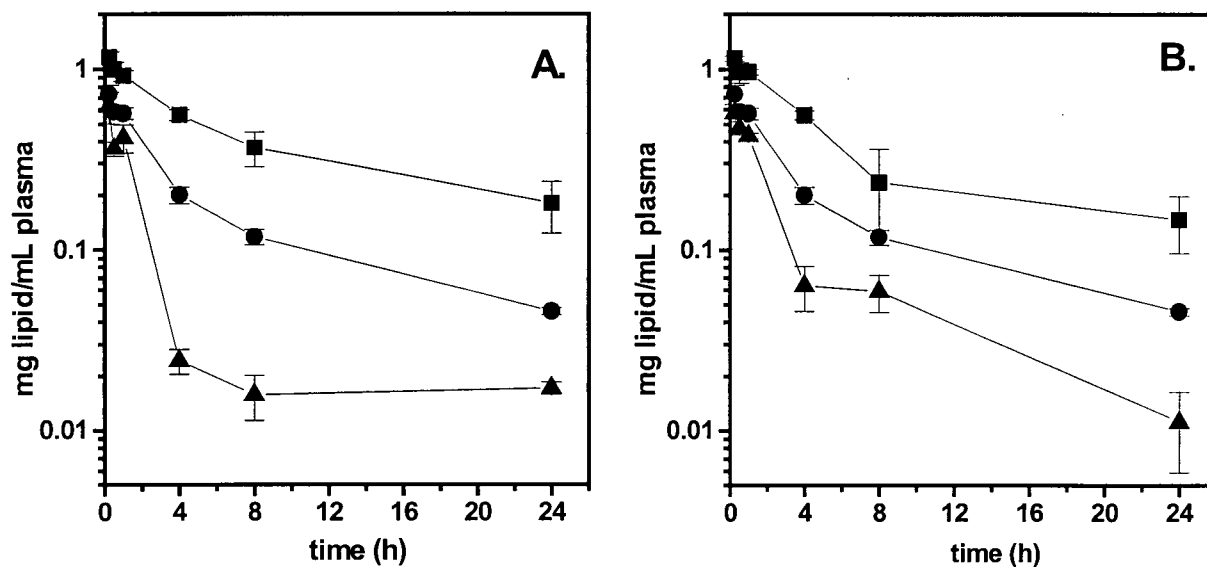 A.
1
0.1
0.01
mg lipid/mL plasma
0 4 8 12 16 20 24
time (h)
B.
1
0.1
0.01
mg lipid/mL plasma
0 4 8 12 16 20 24
time (h)